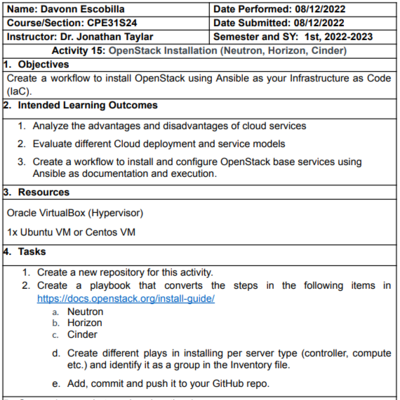 Name: Davonn Escobilla Date Performed: 08/12/2022
Course/Section: CPE31S24 Date Submitted: 08/12/2022
Instructor: Dr. Jonathan Taylar Semester and SY: 1st, 2022-2023
Activity 15: OpenStack Installation (Neutron, Horizon, Cinder)
1. Objectives
Create a workflow to install OpenStack using Ansible as your Infrastructure as Code
(IaC).
2. Intended Learning Outcomes
1. Analyze the advantages and disadvantages of cloud services
2. Evaluate different Cloud deployment and service models
3. Create a workflow to install and configure OpenStack base services using
Ansible as documentation and execution.
3. Resources
Oracle VirtualBox (Hypervisor)
1x Ubuntu VM or Centos VM
4. Tasks
1. Create a new repository for this activity.
2. Create a playbook that converts the steps in the following items in
https://docs.openstack.org/install-guide/
a. Neutron
b. Horizon
c. Cinder
d. Create different plays in installing per server type (controller, compute
etc.) and identify it as a group in the Inventory file.
e. Add, commit and push it to your GitHub repo.